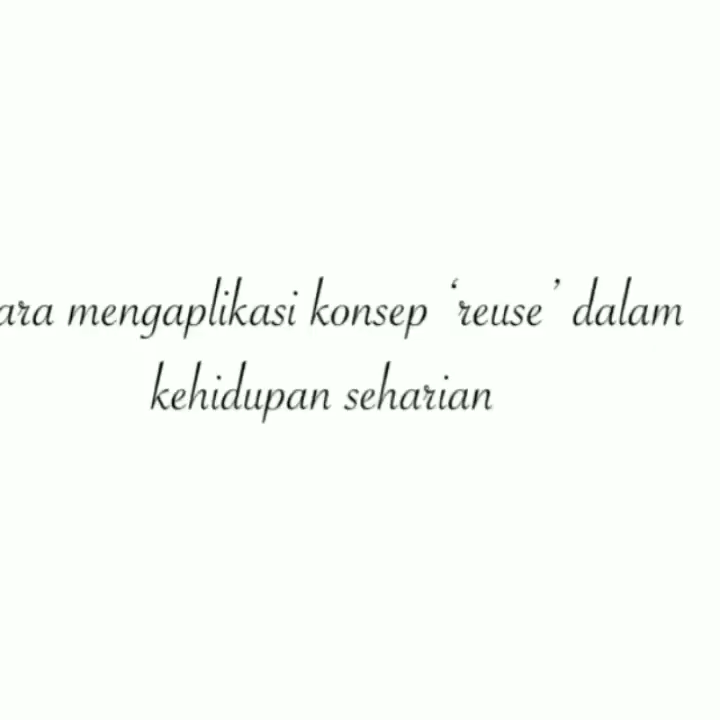 ara mengaplikasi konsep ‘reuse’ dalam
kehidupan seharian